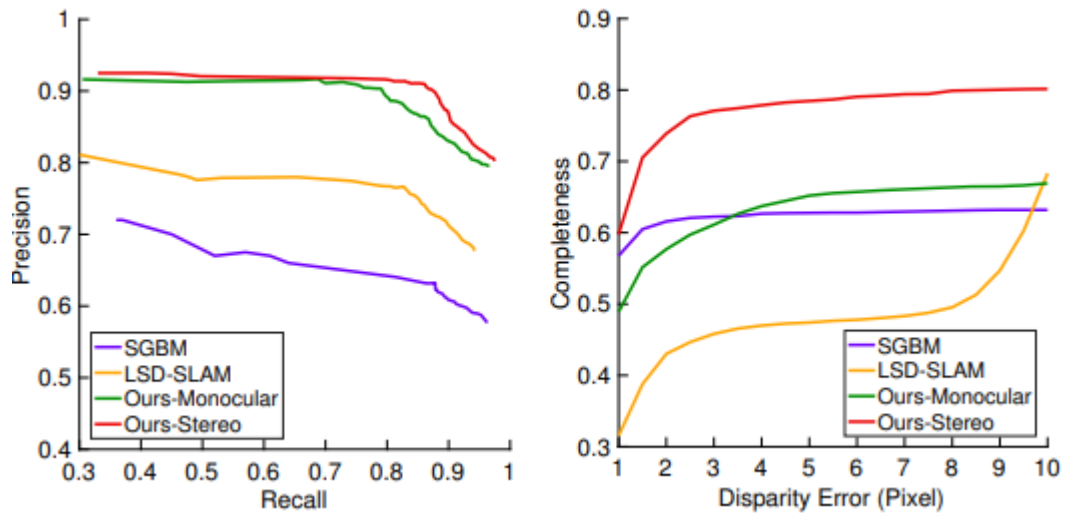 1
0.9
0.8
0.7
0.6
0.5
0.4
Precision
0.3
0.4
0.5
0.6
0.7
0.8
0.9
1
Recall
SGBM
LSD-SLAM
Ours-Monocular
Ours-Stereo
0.9
0.8
0.7
0.6
0.5
0.4
0.3
Completeness
1
2
3
4
5
6
7
8
9
10
Disparity Error (Pixel)
SGBM
LSD-SLAM
Ours-Monocular
Ours-Stereo